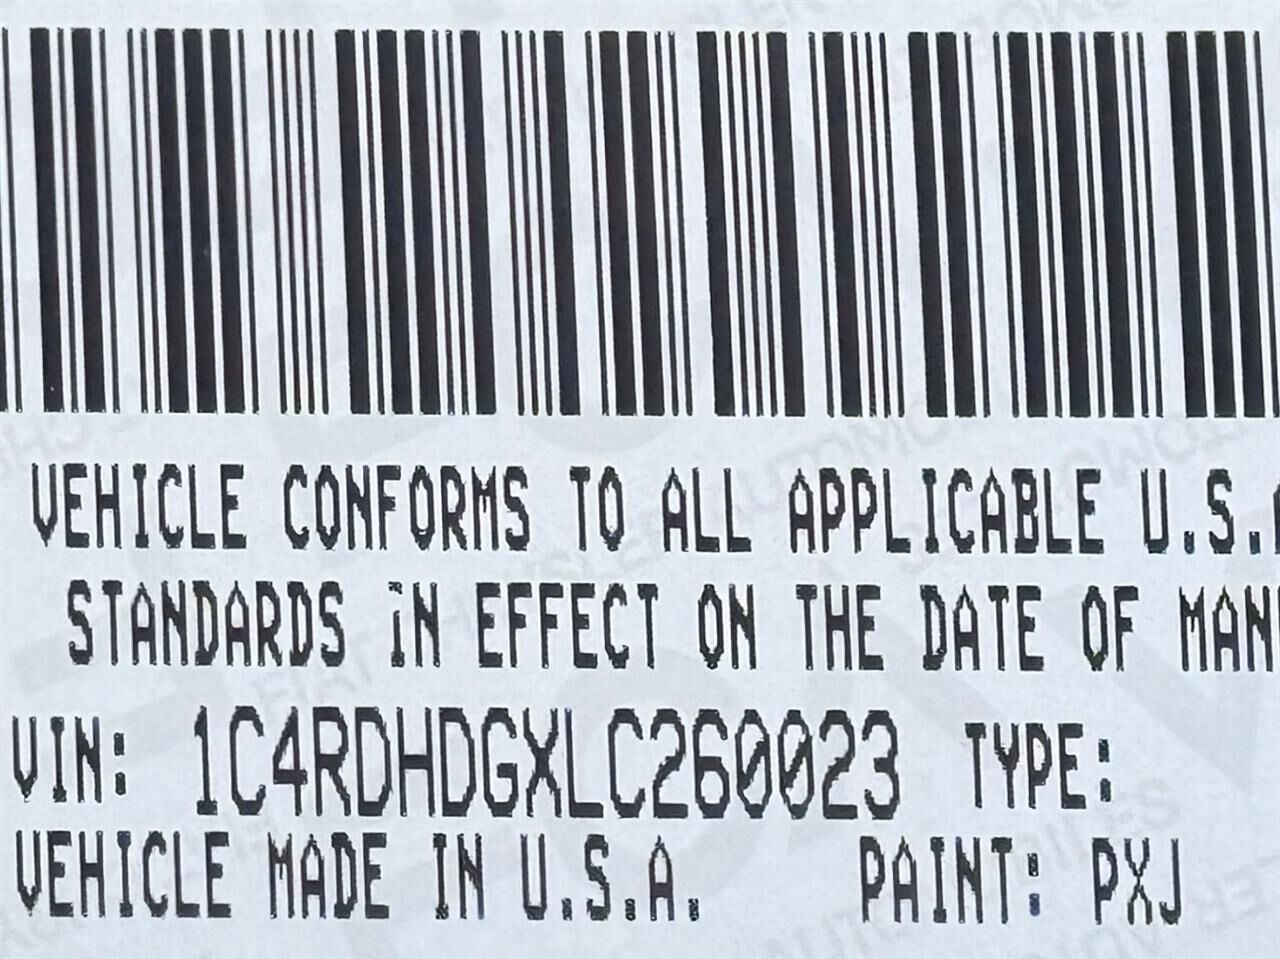 VEHICLE CONFORMS TO ALL APPLICABLE U.S.
STANDARDS IN EFFECT ON THE DATE OF MAN
VIN: 1C4RDHDGXLC260023 TYPE:
VEHICLE MADE IN U.S.A. PAINT: PXJ